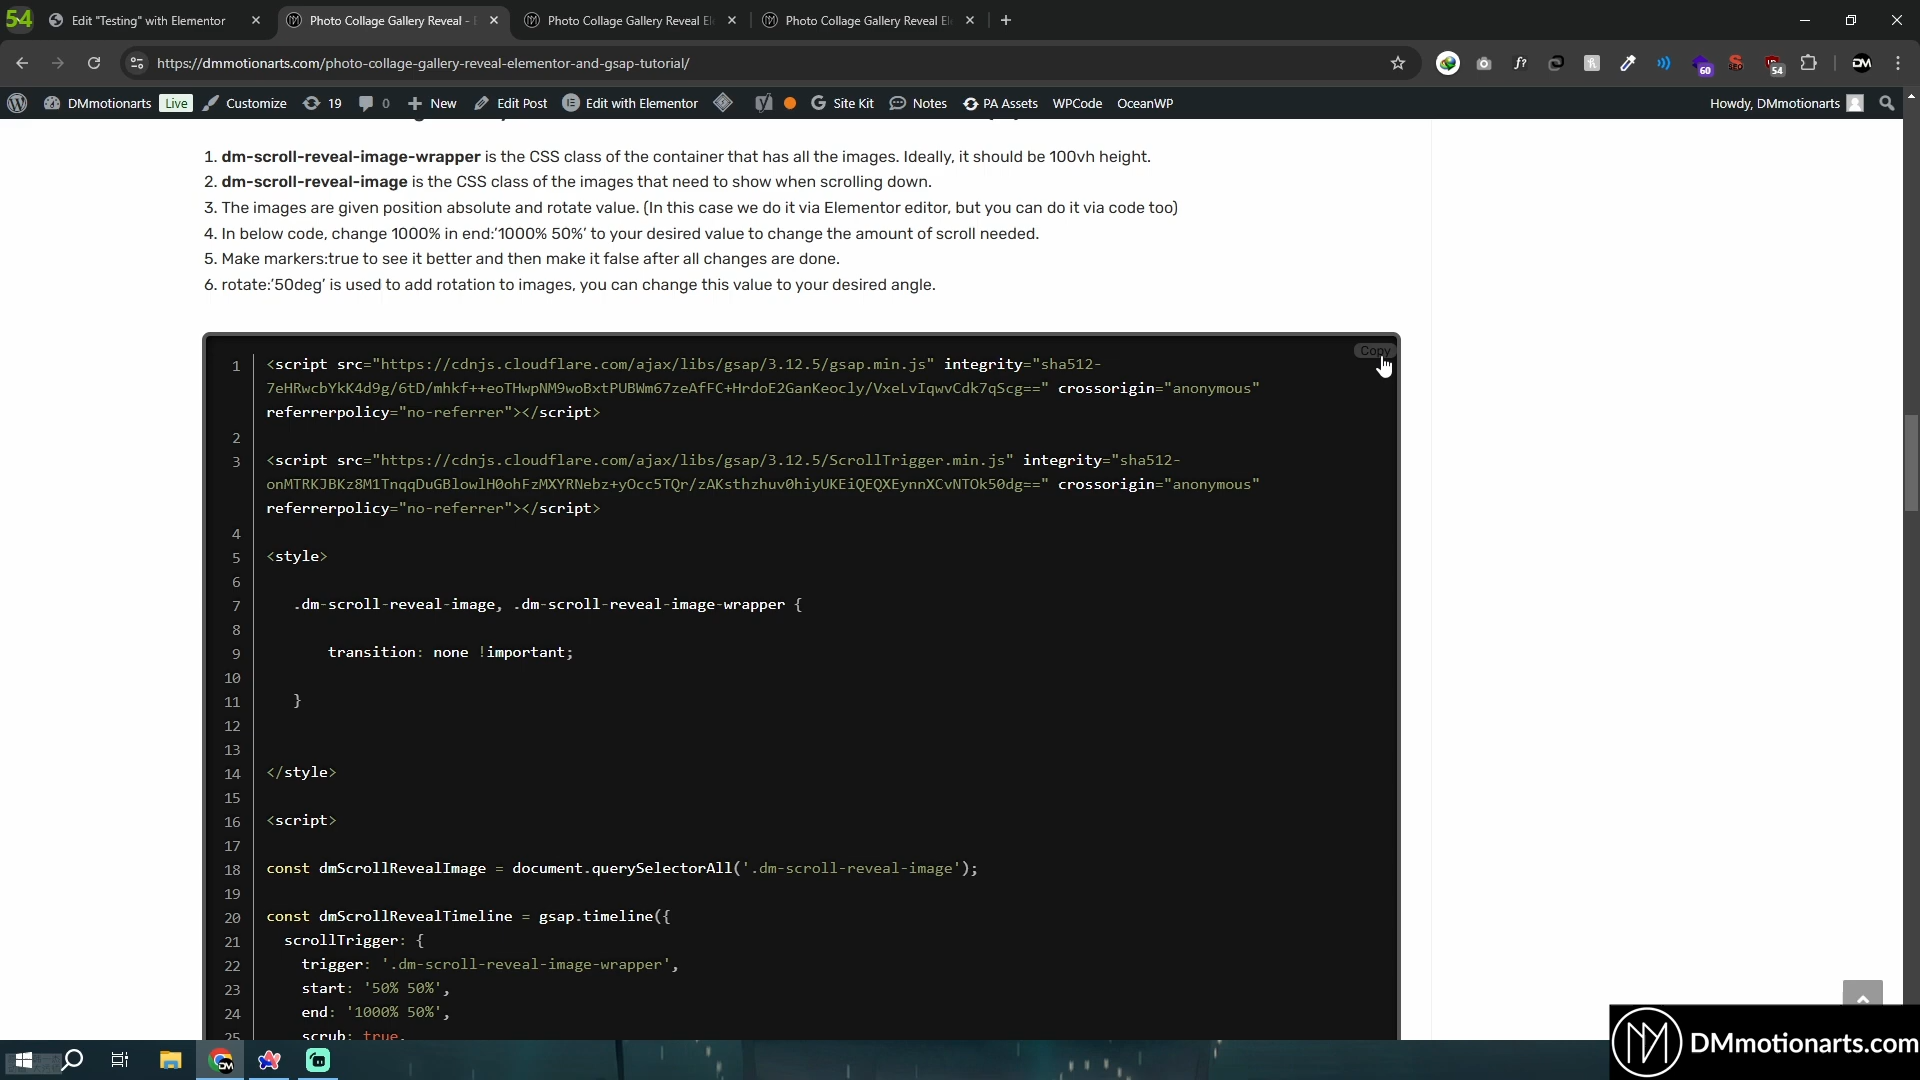 54
Edit "Testing" with Elementor
Photo Collage Gallery Reveal -
Photo Collage Gallery Reveal El
Photo Collage Gallery Reveal El
https://dmmotionarts.com/photo-collage-gallery-reveal-elementor-and-gsap-tutorial/
f?
60
54
DM
DMmotionarts Live Customize 19 0 New Edit Post Edit with Elementor Site Kit Notes PA Assets WPCode OceanWP Howdy, DMmotionarts
1. dm-scroll-reveal-image-wrapper is the CSS class of the container that has all the images. Ideally, it should be 100vh height.
2. dm-scroll-reveal-image is the CSS class of the images that need to show when scrolling down.
3. The images are given position absolute and rotate value. (In this case we do it via Elementor editor, but you can do it via code too)
4. In below code, change 1000% in end:’1000% 50%’ to your desired value to change the amount of scroll needed.
5. Make markers:true to see it better and then make it false after all changes are done.
6. rotate:’50deg’ is used to add rotation to images, you can change this value to your desired angle.
Copy
1 <script src="https://cdnjs.cloudflare.com/ajax/libs/gsap/3.12.5/gsap.min.js" integrity="sha512-
7eHRwcbYkK4d9g/6tD/mhkf++eoTHwpNM9woBxtPUBWm67zeAfFC+HrdoE2GanKeocly/VxeLvIqwvCdk7qScg==" crossorigin="anonymous"
referrerpolicy="no-referrer"></script>
2
3 <script src="https://cdnjs.cloudflare.com/ajax/libs/gsap/3.12.5/ScrollTrigger.min.js" integrity="sha512-
onMTRKJBKz8M1TnqqDuGBlowlH0ohFzMXYRNebz+yOcc5TQr/zAKsthzhuv0hiyUKEiQEQXEynnXCvNTOk50dg==" crossorigin="anonymous"
referrerpolicy="no-referrer"></script>
4
5 <style>
6
7 .dm-scroll-reveal-image, .dm-scroll-reveal-image-wrapper {
8
9 transition: none !important;
10
11 }
12
13
14 </style>
15
16 <script>
17
18 const dmScrollRevealImage = document.querySelectorAll('.dm-scroll-reveal-image');
19
20 const dmScrollRevealTimeline = gsap.timeline({
21 scrollTrigger: {
22 trigger: '.dm-scroll-reveal-image-wrapper',
23 start: '50% 50%',
24 end: '1000% 50%',
25 scrub: true,
DMmotionarts.com